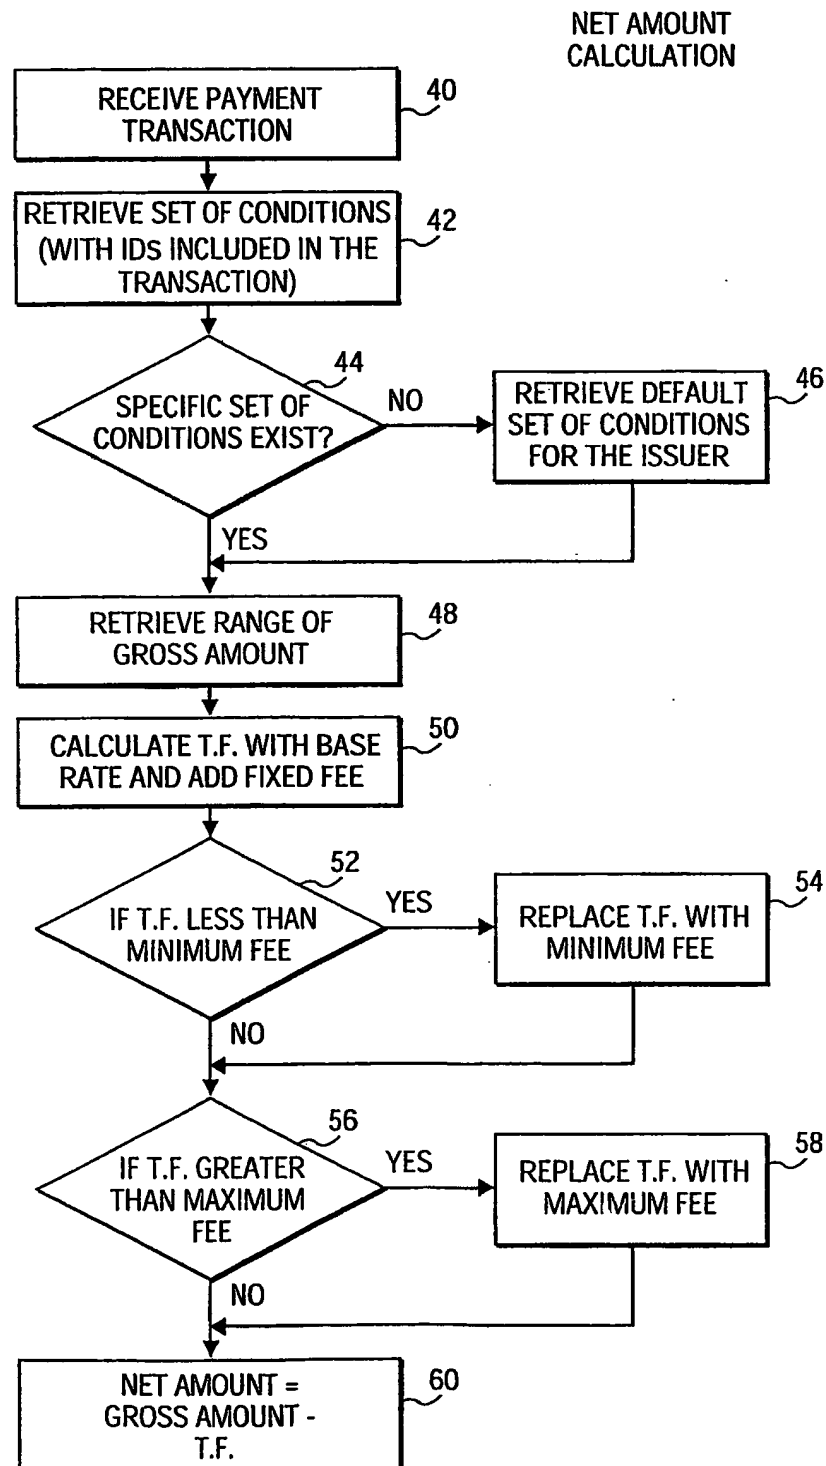 NET AMOUNT
CALCULATION
RECEIVE PAYMENT
TRANSACTION
40
RETRIEVE SET OF CONDITIONS
(WITH IDs INCLUDED IN THE
TRANSACTION)
42
44
SPECIFIC SET OF
CONDITIONS EXIST?
NO
RETRIEVE DEFAULT
SET OF CONDITIONS
FOR THE ISSUER
46
YES
RETRIEVE RANGE OF
GROSS AMOUNT
48
CALCULATE T.F. WITH BASE
RATE AND ADD FIXED FEE
50
52
IF T.F. LESS THAN
MINIMUM FEE
YES
REPLACE T.F. WITH
MINIMUM FEE
54
NO
56
IF T.F. GREATER
THAN MAXIMUM
FEE
YES
REPLACE T.F. WITH
MAXIMUM FEE
58
NO
NET AMOUNT =
GROSS AMOUNT -
T.F.
60